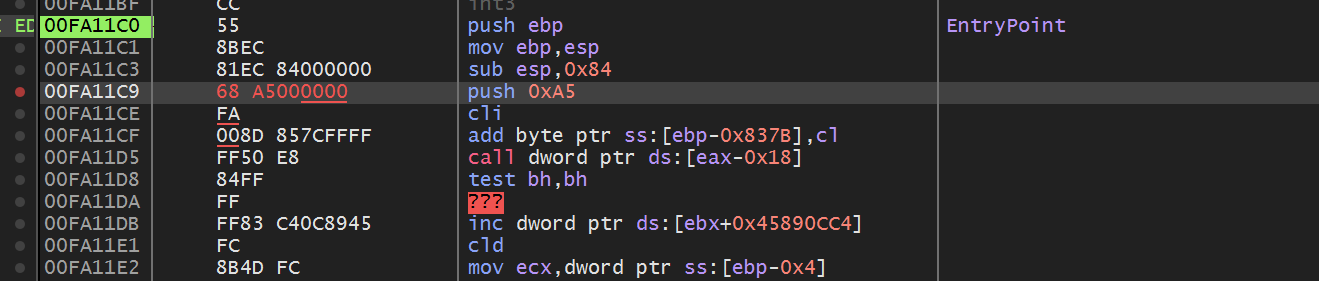 00FA11BF CC int3
ED 00FA11C0 55 push ebp EntryPoint
00FA11C1 8BEC mov ebp,esp
00FA11C3 81EC 84000000 sub esp,0x84
00FA11C9 68 A5000000 push 0xA5
00FA11CE FA cli
00FA11CF 008D 857CFFFF add byte ptr ss:[ebp-0x837B],cl
00FA11D5 FF50 E8 call dword ptr ds:[eax-0x18]
00FA11D8 84FF test bh,bh
00FA11DA FF ???
00FA11DB FF83 C40C8945 inc dword ptr ds:[ebx+0x45890CC4]
00FA11E1 FC cld
00FA11E2 8B4D FC mov ecx,dword ptr ss:[ebp-0x4]